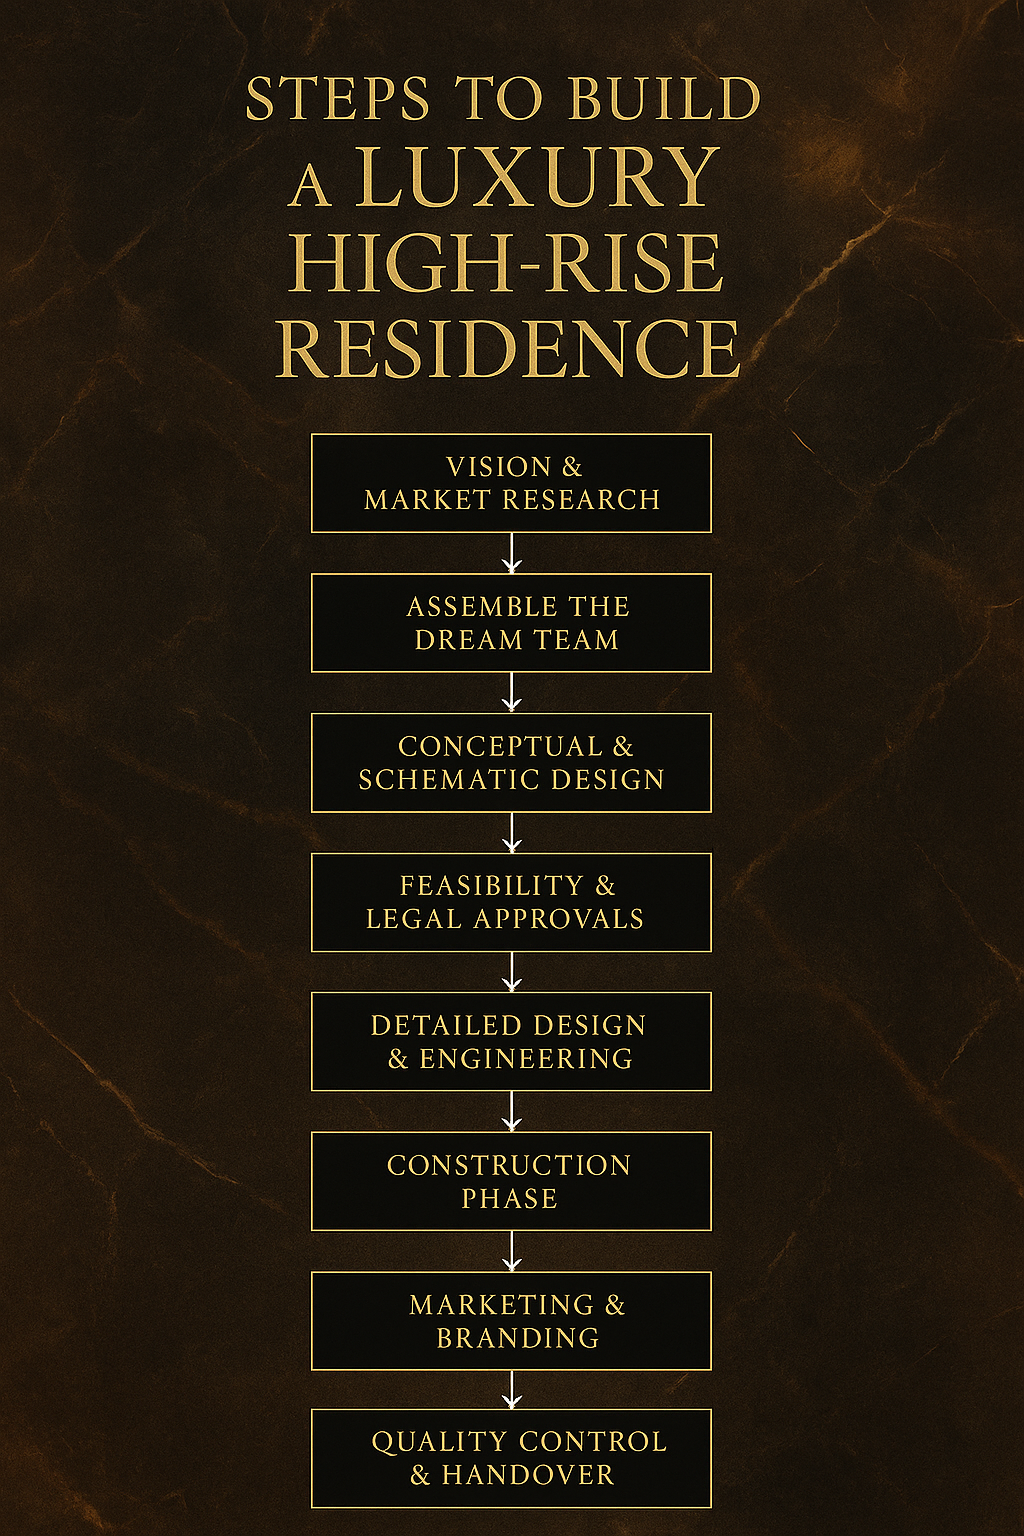 STEPS TO BUILD
A LUXURY
HIGH-RISE
RESIDENCE
VISION &
MARKET RESEARCH
ASSEMBLE THE
DREAM TEAM
CONCEPTUAL &
SCHEMATIC DESIGN
FEASIBILITY &
LEGAL APPROVALS
DETAILED DESIGN
& ENGINEERING
CONSTRUCTION
PHASE
MARKETING &
BRANDING
QUALITY CONTROL
& HANDOVER